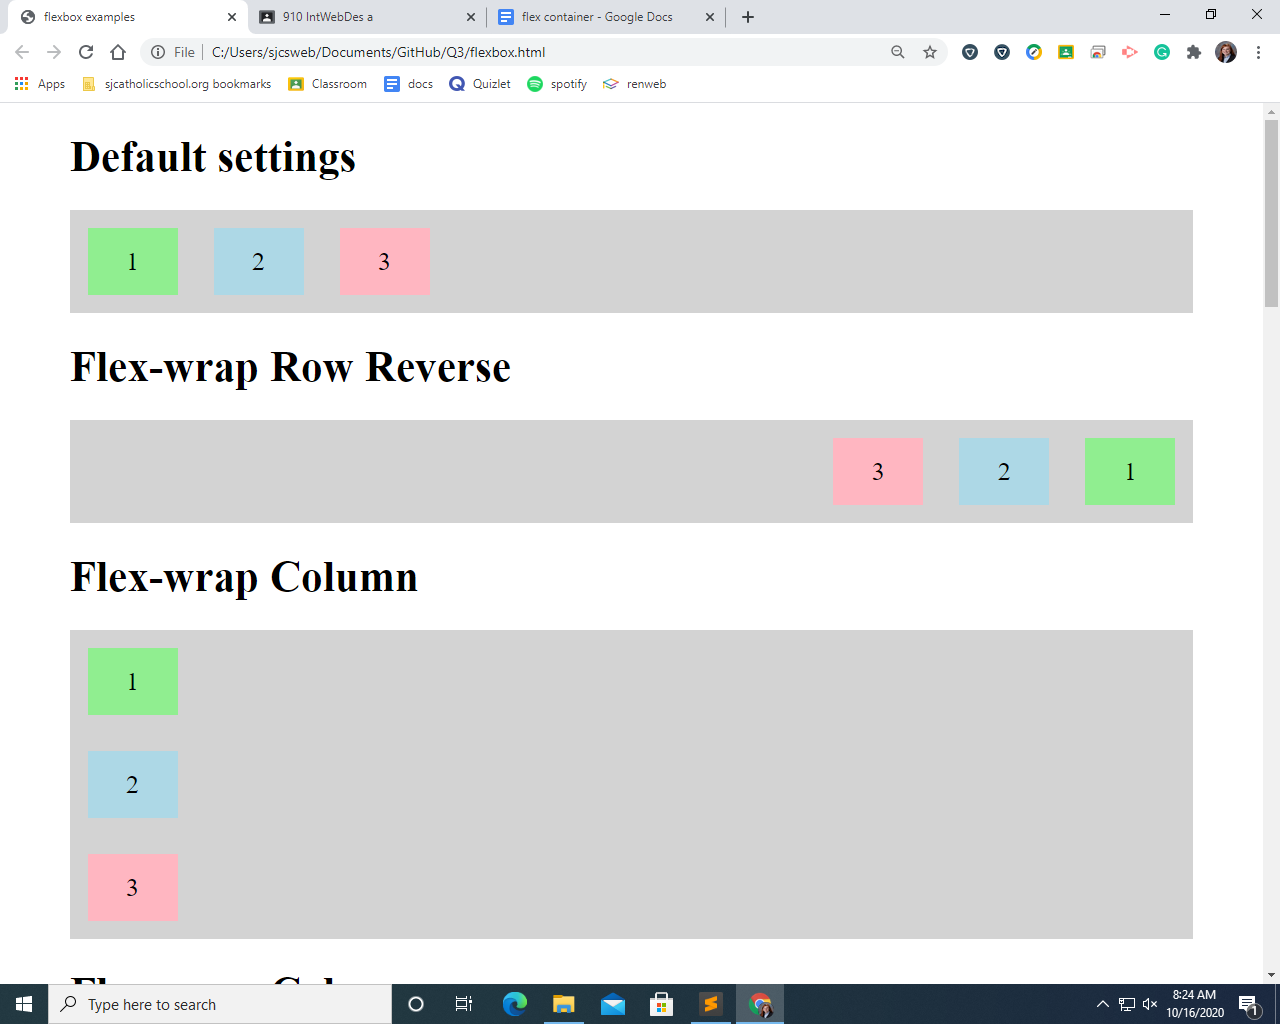 flexbox examples
910 IntWebDes a
flex container - Google Docs
File
C:/Users/sjcsweb/Documents/GitHub/Q3/flexbox.html
Apps
sjcatholicschool.org bookmarks
Classroom
docs
Quizlet
spotify
renweb
Default settings
1 2 3
Flex-wrap Row Reverse
3 2 1
Flex-wrap Column
1
2
3
Type here to search
8:24 AM
10/16/2020
1